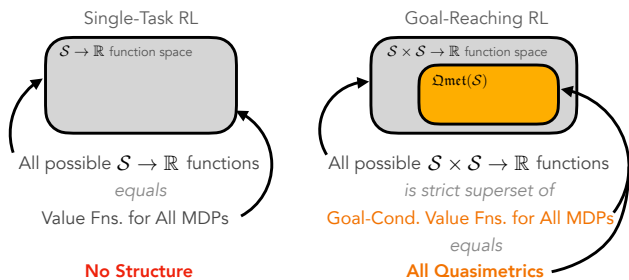 Single-Task RL
𝒮 → ℝ function space
All possible 𝒮 → ℝ functions
equals
Value Fns. for All MDPs
No Structure
Goal-Reaching RL
𝒮 × 𝒮 → ℝ function space
𝔔𝔪𝔢𝔱(𝒮)
All possible 𝒮 × 𝒮 → ℝ functions
is strict superset of
Goal-Cond. Value Fns. for All MDPs
equals
All Quasimetrics